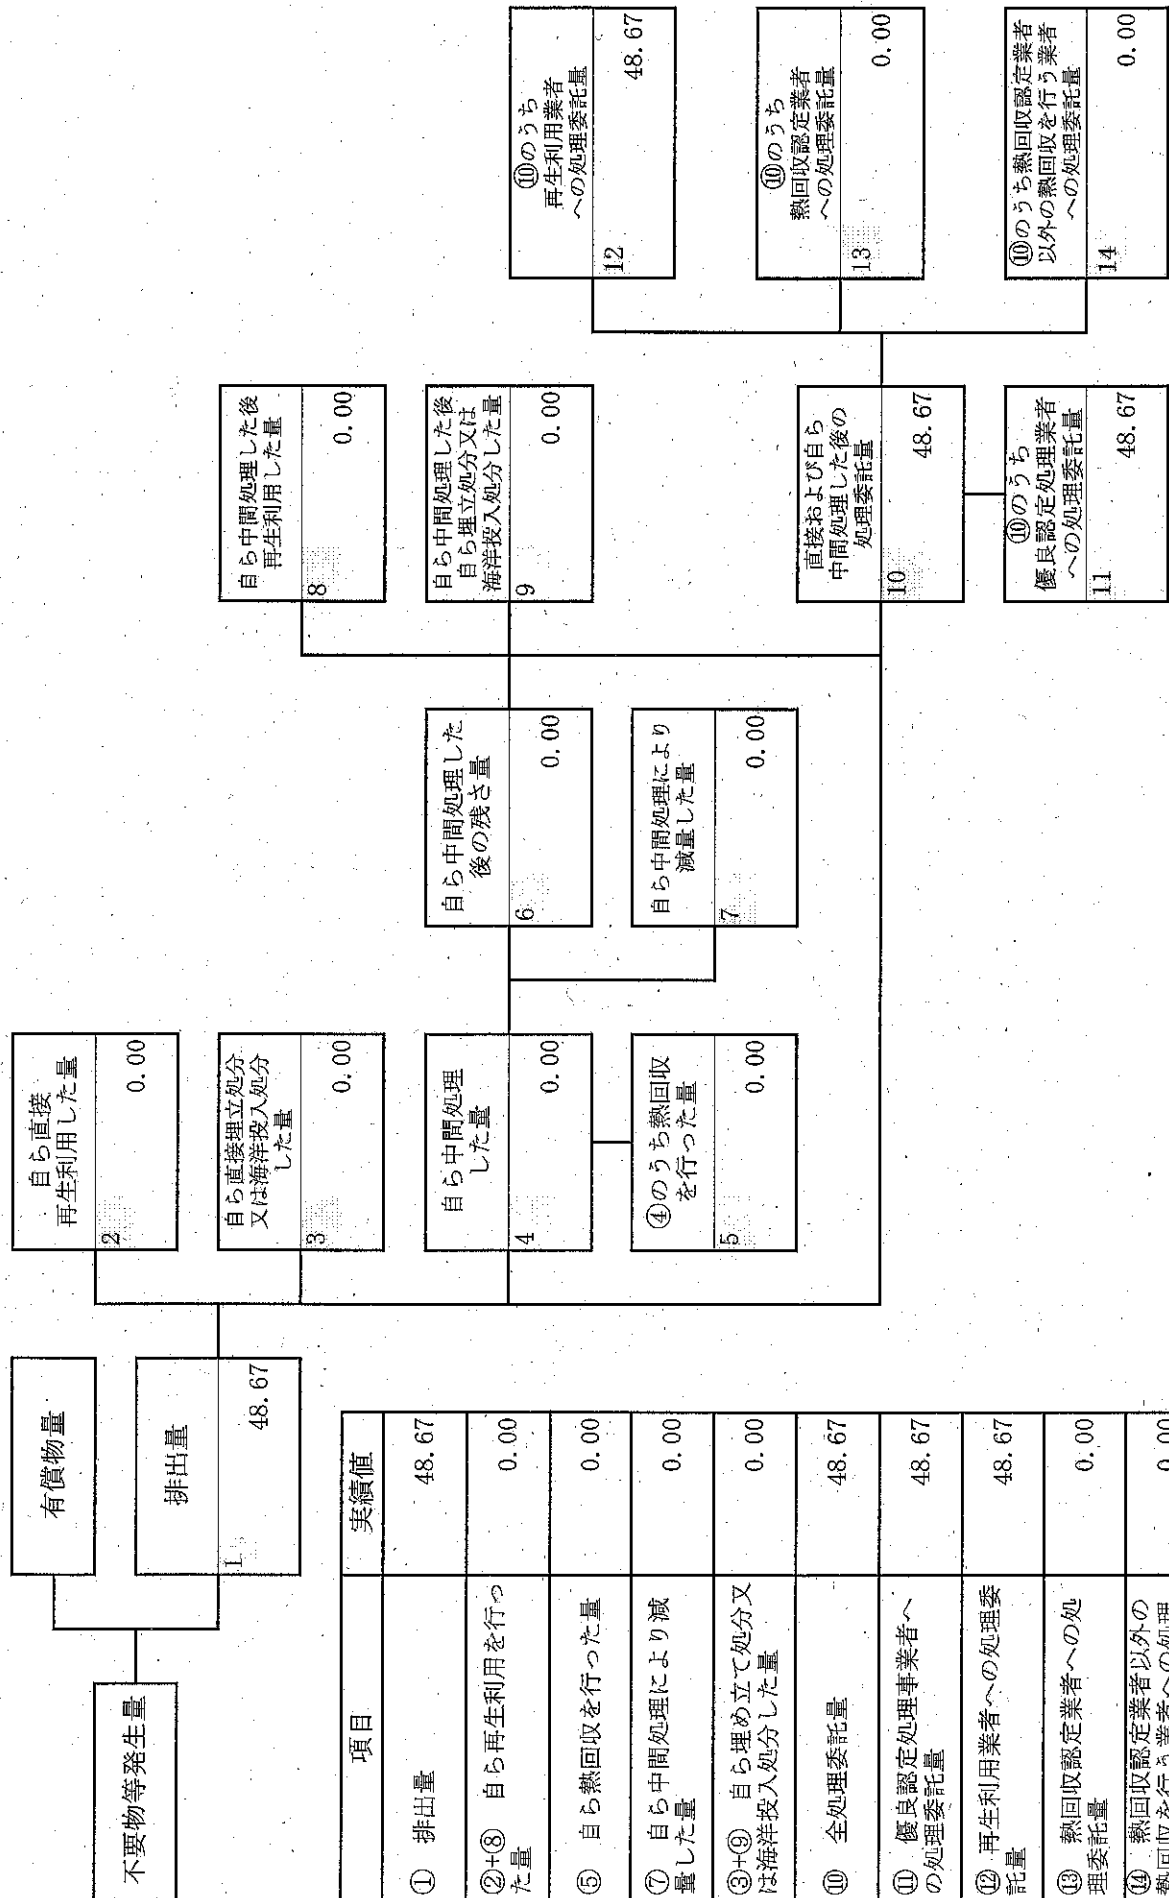 不要物等発生量
有償物量
排出量
1
48.67
自ら直接
再生利用した量
2
0.00
自ら直接埋立処分
又は海洋投入処分
した量
3
0.00
自ら中間処理
した量
4
0.00
④のうち熱回収
を行った量
5
0.00
自ら中間処理した
後の残さ量
6
0.00
自ら中間処理により
減量した量
7
0.00
自ら中間処理した後
再生利用した量
8
0.00
自ら中間処理した後
自ら埋立処分又は
海洋投入処分した量
9
0.00
直接および自ら
中間処理した後の
処理委託量
10
48.67
⑩のうち
優良認定処理業者
への処理委託量
11
48.67
⑩のうち
再生利用業者
への処理委託量
12
48.67
⑩のうち
熱回収認定業者
への処理委託量
13
0.00
⑩のうち熱回収認定業者
以外の熱回収を行う業者
への処理委託量
14
0.00
項目 実績値
① 排出量 48.67
②+⑧ 自ら再生利用を行っ
た量 0.00
⑤ 自ら熱回収を行った量 0.00
⑦ 自ら中間処理により減
量した量 0.00
③+⑨ 自ら埋め立て処分又
は海洋投入処分した量 0.00
⑩ 全処理委託量 48.67
⑪ 優良認定処理事業者へ
の処理委託量 48.67
⑫ 再生利用業者への処理委
託量 48.67
⑬ 熱回収認定業者への処
理委託量 0.00
⑭ 熱回収認定業者以外の
熱回収を行う業者への処理 0.00